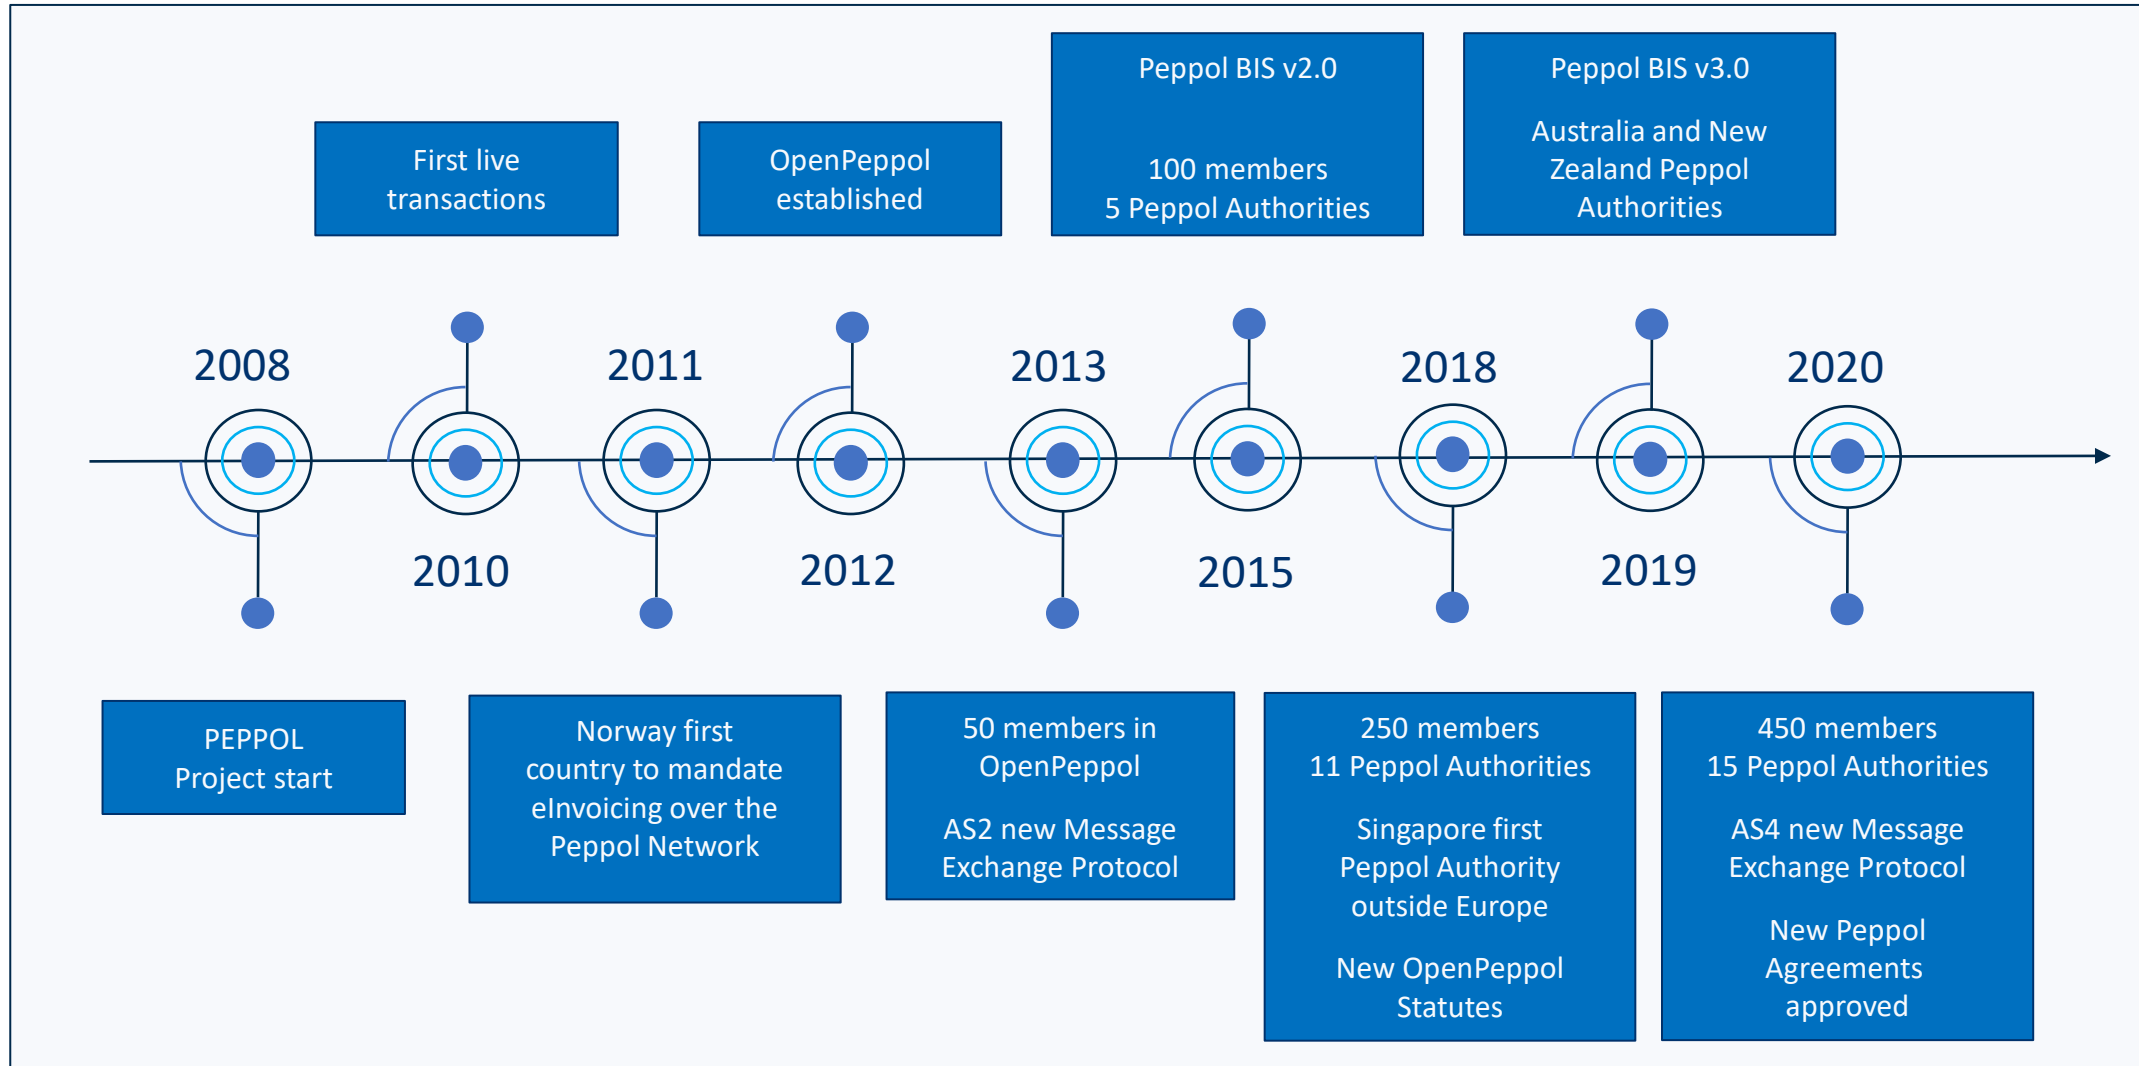 Peppol BIS v2.0
100 members
5 Peppol Authorities
Peppol BIS v3.0
Australia and New
Zealand Peppol
Authorities
First live
transactions
OpenPeppol
established
2008
2011
2013
2018
2020
2010
2012
2015
2019
PEPPOL
Project start
Norway first
country to mandate
eInvoicing over the
Peppol Network
50 members in
OpenPeppol
AS2 new Message
Exchange Protocol
250 members
11 Peppol Authorities
Singapore first
Peppol Authority
outside Europe
New OpenPeppol
Statutes
450 members
15 Peppol Authorities
AS4 new Message
Exchange Protocol
New Peppol
Agreements
approved